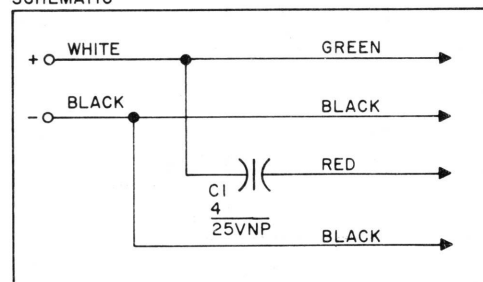 SCHEMATIC
+ WHITE GREEN
- BLACK BLACK
RED
C1
4
25VNP
BLACK